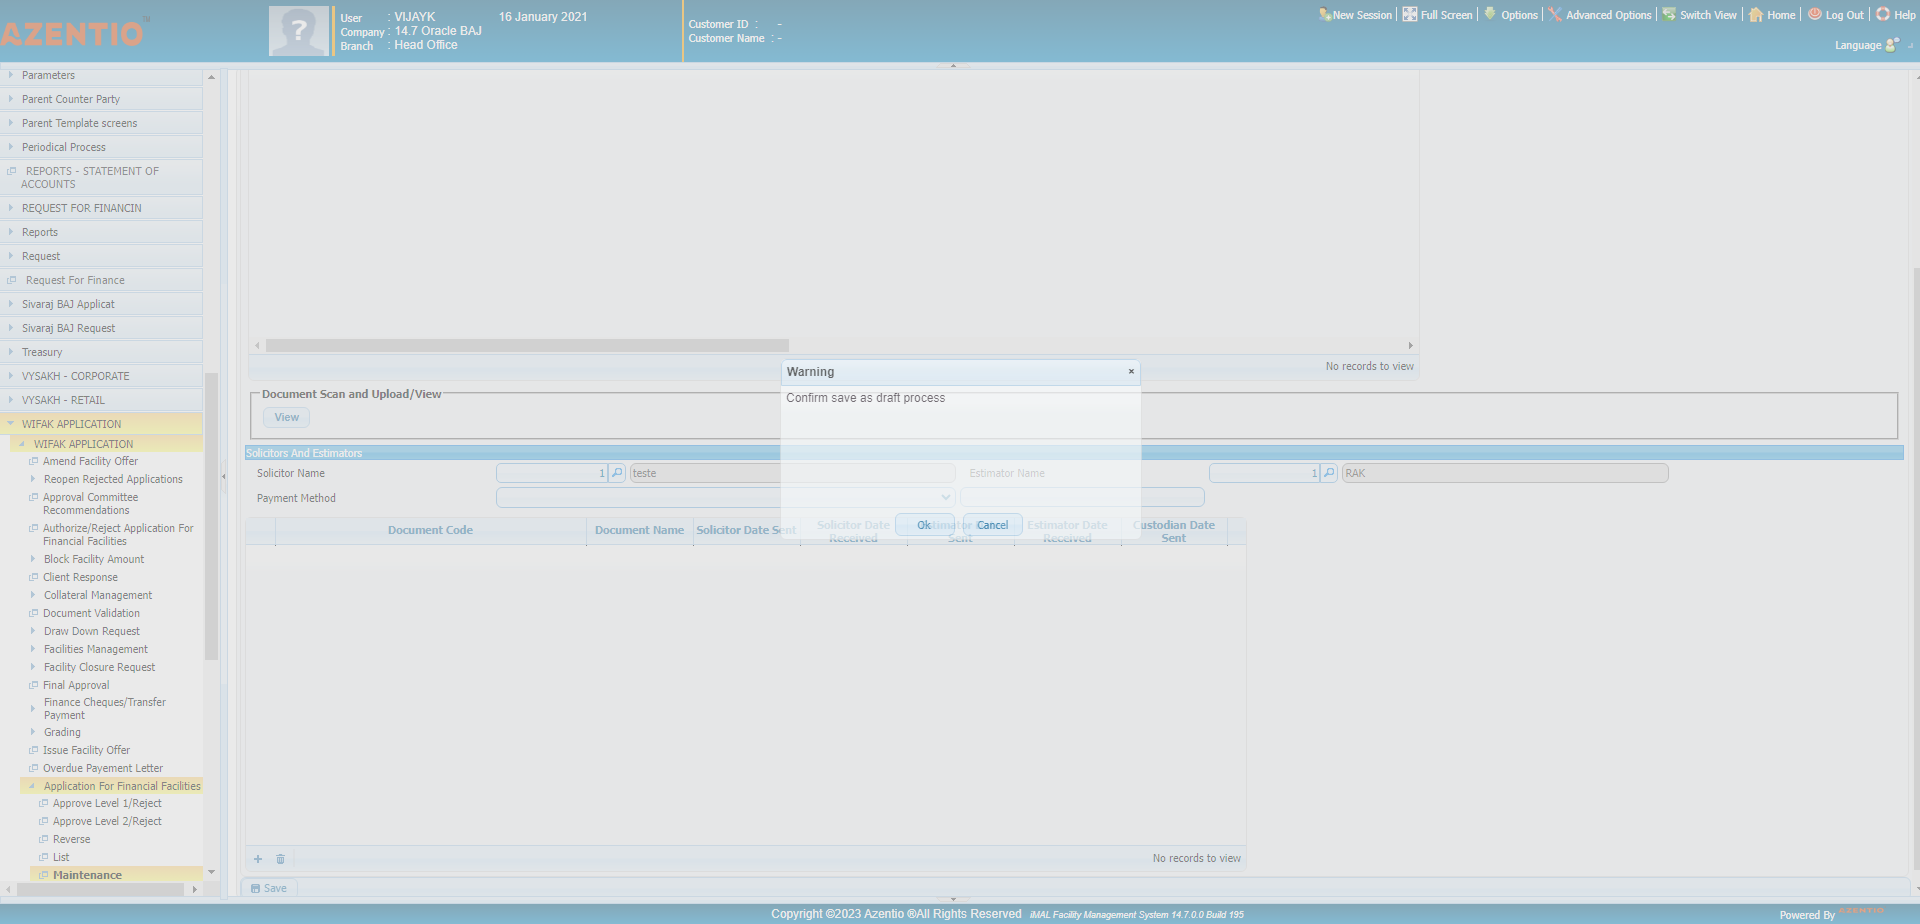 AZENTIO
User : VIJAYK 16 January 2021
Company : 14.7 Oracle BAJ
Branch : Head Office
Customer ID : -
Customer Name : -
New Session Full Screen Options Advanced Options Switch View Home Log Out Help
Language
Parameters
Parent Counter Party
Parent Template screens
Periodical Process
REPORTS - STATEMENT OF
ACCOUNTS
REQUEST FOR FINANCIN
Reports
Request
Request For Finance
Sivaraj BAJ Applicat
Sivaraj BAJ Request
Treasury
VYSAKH - CORPORATE
VYSAKH - RETAIL
WIFAK APPLICATION
WIFAK APPLICATION
Amend Facility Offer
Reopen Rejected Applications
Approval Committee
Recommendations
Authorize/Reject Application For
Financial Facilities
Block Facility Amount
Client Response
Collateral Management
Document Validation
Draw Down Request
Facilities Management
Facility Closure Request
Final Approval
Finance Cheques/Transfer
Payment
Grading
Issue Facility Offer
Overdue Payement Letter
Application For Financial Facilities
Approve Level 1/Reject
Approve Level 2/Reject
Reverse
List
Maintenance
No records to view
Document Scan and Upload/View
View
Solicitors And Estimators
Solicitor Name 1 teste Estimator Name 1 RAK
Payment Method
Document Code Document Name Solicitor Date Sent Solicitor Date Received Estimator Date Sent Estimator Date Received Custodian Date Sent
Warning ×
Confirm save as draft process
Ok Cancel
No records to view
Save
Copyright ©2023 Azentio ®All Rights Reserved iMAL Facility Management System 14.7.0.0 Build 195
Powered By AZENTIO